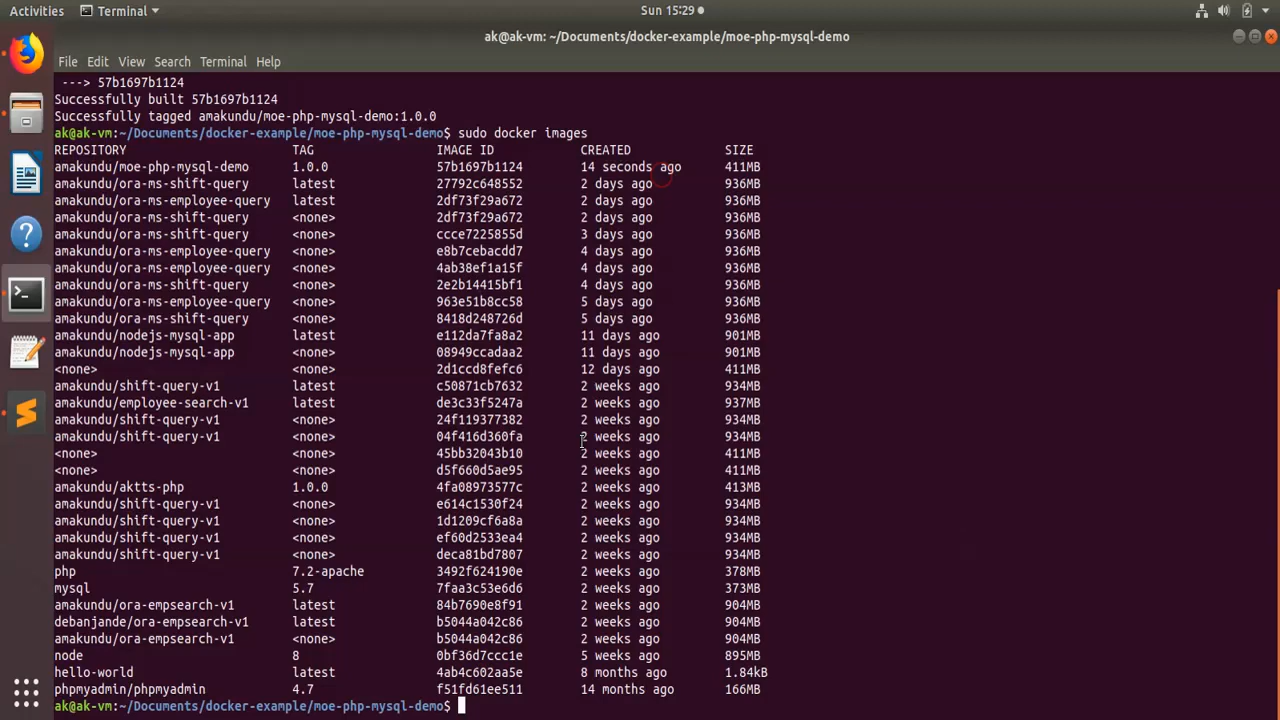 Activities Terminal Sun 15:29
ak@ak-vm: ~/Documents/docker-example/moe-php-mysql-demo
File Edit View Search Terminal Help
---> 57b1697b1124
Successfully built 57b1697b1124
Successfully tagged amakundu/moe-php-mysql-demo:1.0.0
ak@ak-vm:~/Documents/docker-example/moe-php-mysql-demo$ sudo docker images
REPOSITORY TAG IMAGE ID CREATED SIZE
amakundu/moe-php-mysql-demo 1.0.0 57b1697b1124 14 seconds ago 411MB
amakundu/ora-ms-shift-query latest 27792c648552 2 days ago 936MB
amakundu/ora-ms-employee-query latest 2df73f29a672 2 days ago 936MB
amakundu/ora-ms-shift-query <none> 2df73f29a672 2 days ago 936MB
amakundu/ora-ms-shift-query <none> ccce7225855d 3 days ago 936MB
amakundu/ora-ms-employee-query <none> e8b7cebacdd7 4 days ago 936MB
amakundu/ora-ms-employee-query <none> 4ab38ef1a15f 4 days ago 936MB
amakundu/ora-ms-shift-query <none> 2e2b14415bf1 4 days ago 936MB
amakundu/ora-ms-employee-query <none> 963e51b8cc58 5 days ago 936MB
amakundu/ora-ms-shift-query <none> 8418d248726d 5 days ago 936MB
amakundu/nodejs-mysql-app latest e112da7fa8a2 11 days ago 901MB
amakundu/nodejs-mysql-app <none> 08949ccadaa2 11 days ago 901MB
<none> <none> 2d1ccd8fefc6 12 days ago 411MB
amakundu/shift-query-v1 latest c50871cb7632 2 weeks ago 934MB
amakundu/employee-search-v1 latest de3c33f5247a 2 weeks ago 937MB
amakundu/shift-query-v1 <none> 24f119377382 2 weeks ago 934MB
amakundu/shift-query-v1 <none> 04f416d360fa 2 weeks ago 934MB
<none> <none> 45bb32043b10 2 weeks ago 411MB
<none> <none> d5f660d5ae95 2 weeks ago 411MB
amakundu/aktts-php 1.0.0 4fa08973577c 2 weeks ago 413MB
amakundu/shift-query-v1 <none> e614c1530f24 2 weeks ago 934MB
amakundu/shift-query-v1 <none> 1d1209cf6a8a 2 weeks ago 934MB
amakundu/shift-query-v1 <none> ef60e2533ea4 2 weeks ago 934MB
amakundu/shift-query-v1 <none> deca81bd7807 2 weeks ago 934MB
php 7.2-apache 3492f624190e 2 weeks ago 378MB
mysql 5.7 7faa3c53e6d6 2 weeks ago 373MB
amakundu/ora-empsearch-v1 latest 84b7690e8f91 2 weeks ago 904MB
debanjande/ora-empsearch-v1 latest b5044a042c86 2 weeks ago 904MB
amakundu/ora-empsearch-v1 <none> b5044a042c86 2 weeks ago 904MB
node 8 0bf36d7ccc1e 5 weeks ago 895MB
hello-world latest 4ab4c602aa5e 8 months ago 1.84kB
phpmyadmin/phpmyadmin 4.7 f51fd61ee511 14 months ago 166MB
ak@ak-vm:~/Documents/docker-example/moe-php-mysql-demo$